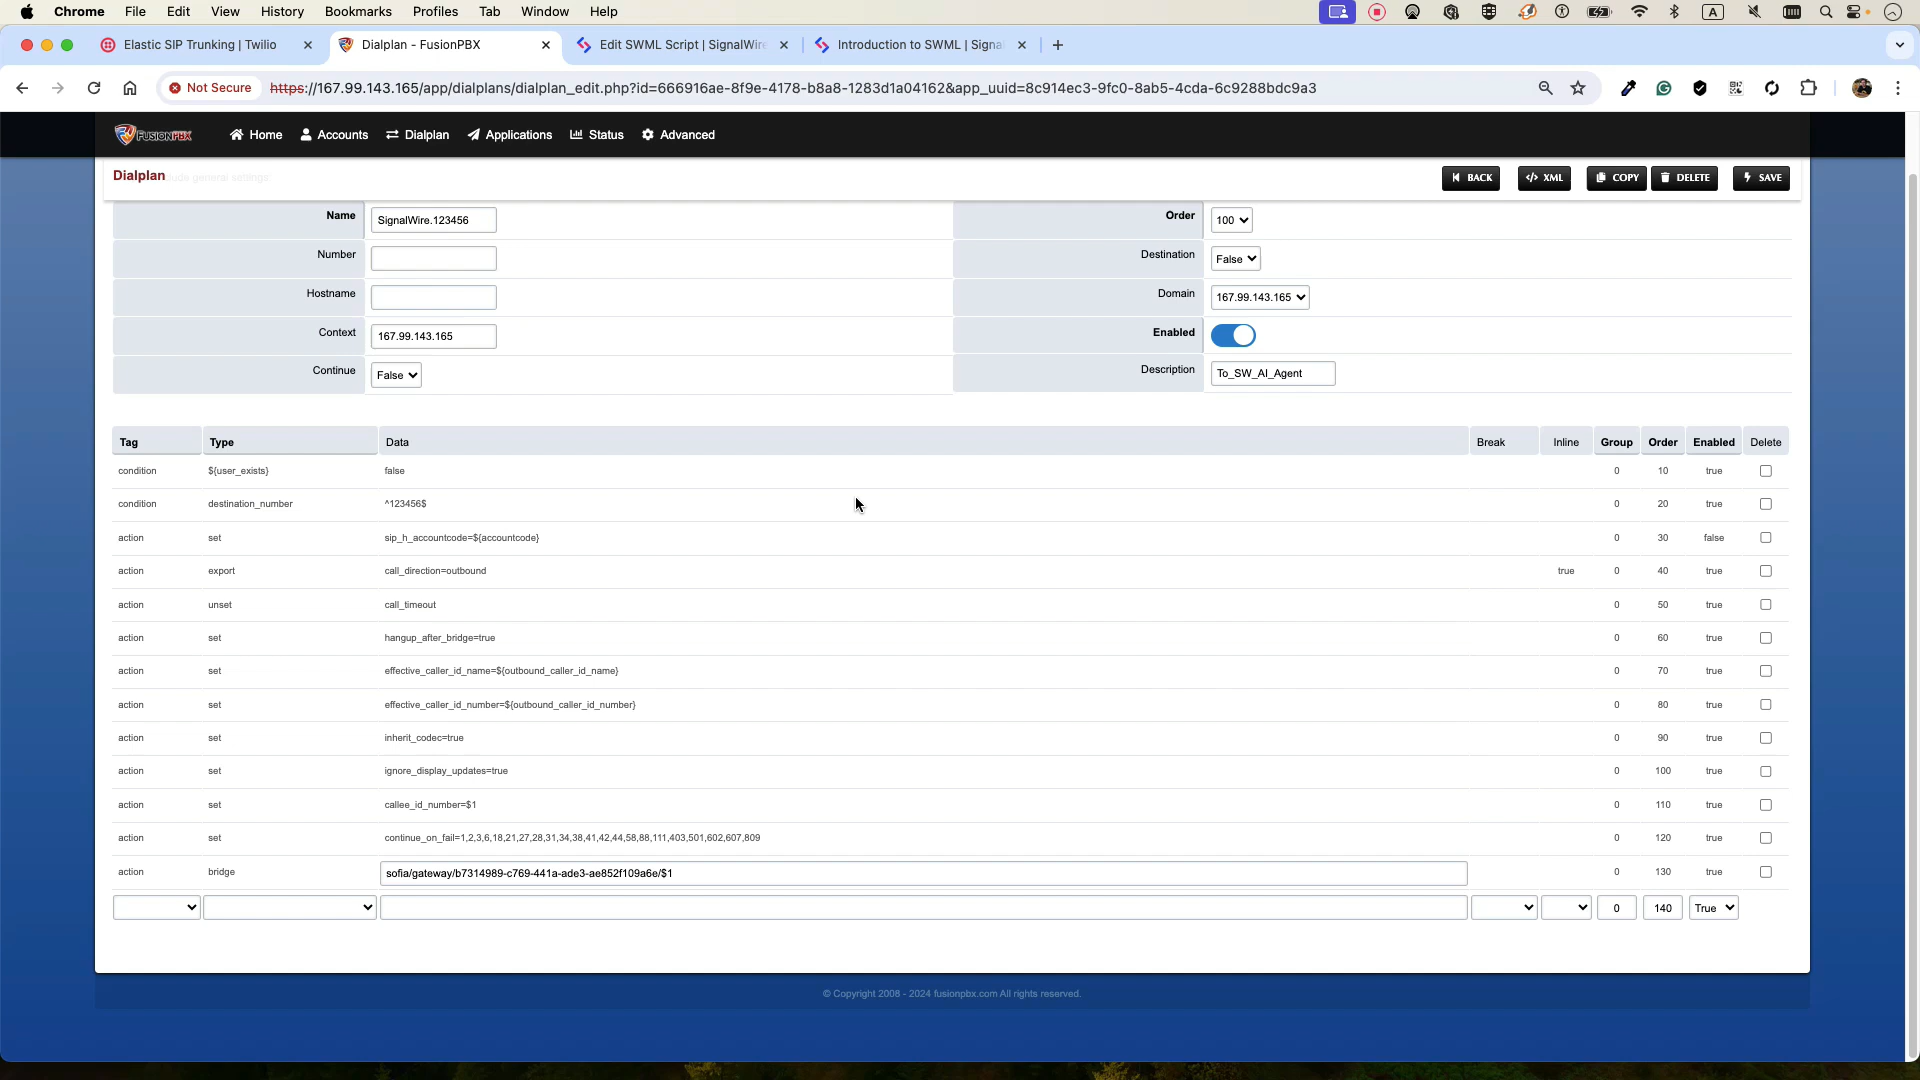 Chrome File Edit View History Bookmarks Profiles Tab Window Help A
Elastic SIP Trunking | Twilio
Dialplan - FusionPBX
Edit SWML Script | SignalWire
Introduction to SWML | Signa
Not Secure https://167.99.143.165/app/dialplans/dialplan_edit.php?id=666916ae-8f9e-4178-b8a8-1283d1a04162&app_uuid=8c914ec3-9fc0-8ab5-4cda-6c9288bdc9a3
FUSIONPBX Home Accounts Dialplan Applications Status Advanced
Dialplan lude general settings. BACK XML COPY DELETE SAVE
Name SignalWire.123456 Order 100
Number Destination False
Hostname Domain 167.99.143.165
Context 167.99.143.165 Enabled
Continue False Description To_SW_AI_Agent
Tag Type Data Break Inline Group Order Enabled Delete
condition ${user_exists} false 0 10 true
condition destination_number ^123456$ 0 20 true
action set sip_h_accountcode=${accountcode} 0 30 false
action export call_direction=outbound true 0 40 true
action unset call_timeout 0 50 true
action set hangup_after_bridge=true 0 60 true
action set effective_caller_id_name=${outbound_caller_id_name} 0 70 true
action set effective_caller_id_number=${outbound_caller_id_number} 0 80 true
action set inherit_codec=true 0 90 true
action set ignore_display_updates=true 0 100 true
action set callee_id_number=$1 0 110 true
action set continue_on_fail=1,2,3,6,18,21,27,28,31,34,38,41,42,44,58,88,111,403,501,602,607,809 0 120 true
action bridge sofia/gateway/b7314989-c769-441a-ade3-ae852f109a6e/$1 0 130 true
0 140 True
© Copyright 2008 - 2024 fusionpbx.com All rights reserved.